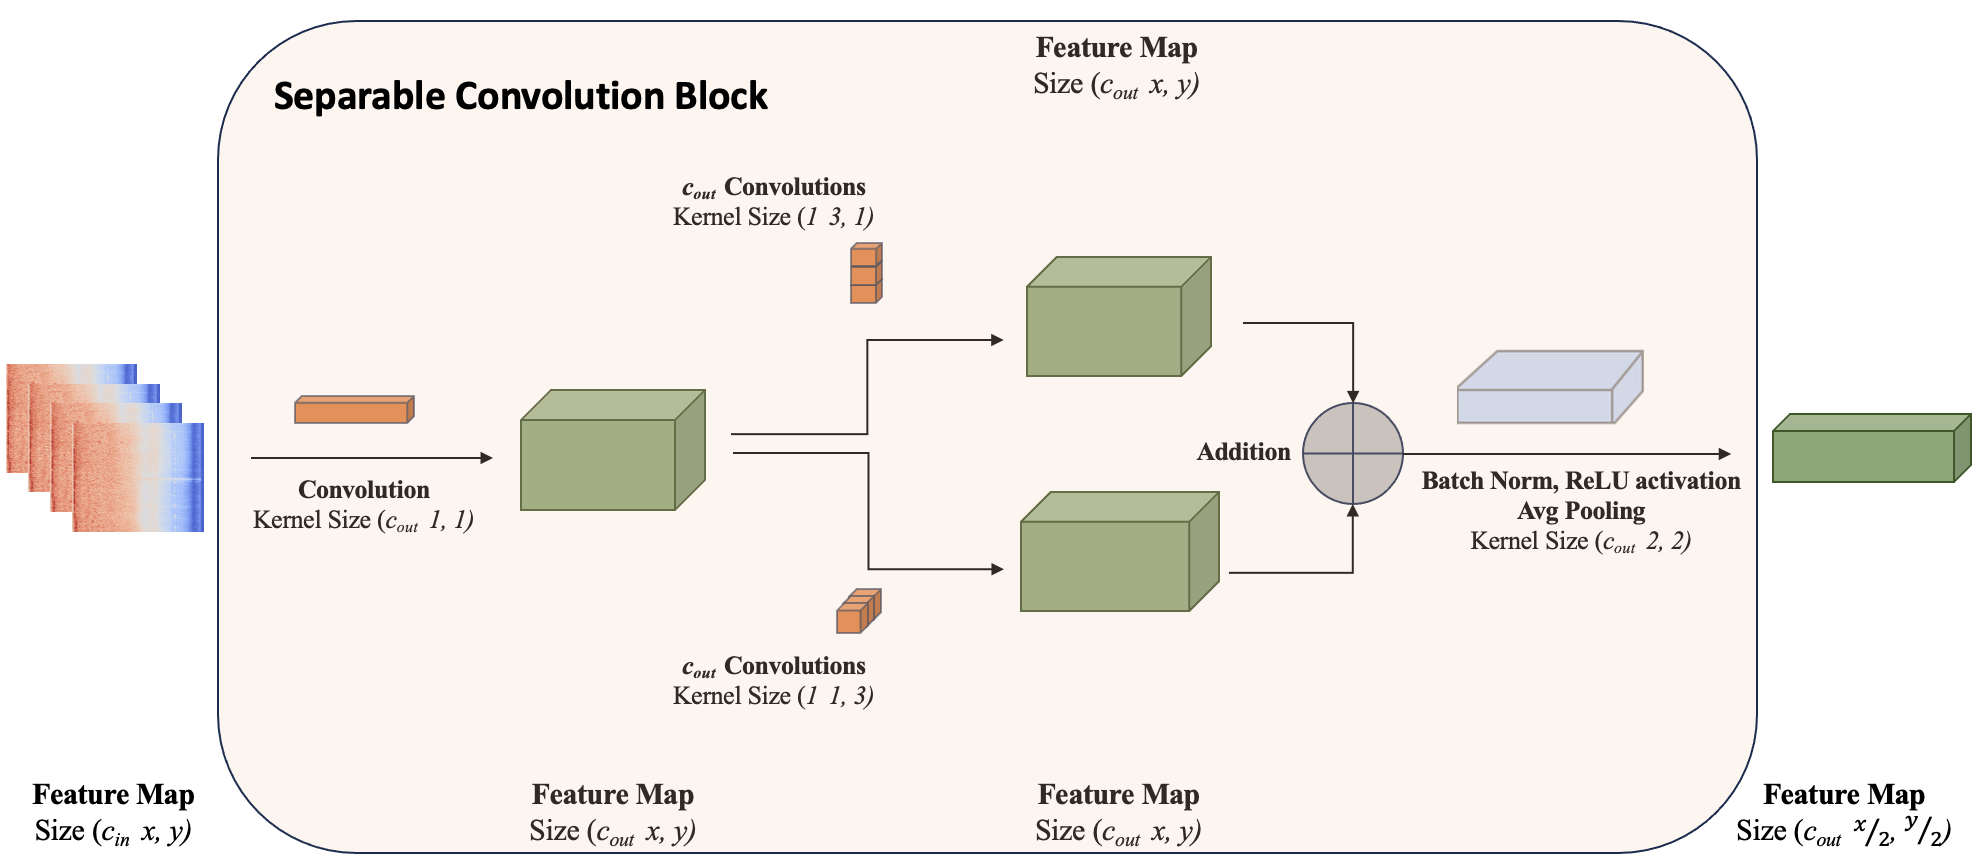 Separable Convolution Block
Feature Map
Size (c_out x, y)
c_out Convolutions
Kernel Size (1 3, 1)
Convolution
Kernel Size (c_out 1, 1)
Addition
Batch Norm, ReLU activation
Avg Pooling
Kernel Size (c_out 2, 2)
c_out Convolutions
Kernel Size (1 1, 3)
Feature Map
Size (c_in x, y)
Feature Map
Size (c_out x, y)
Feature Map
Size (c_out x, y)
Feature Map
Size (c_out x/2, y/2)